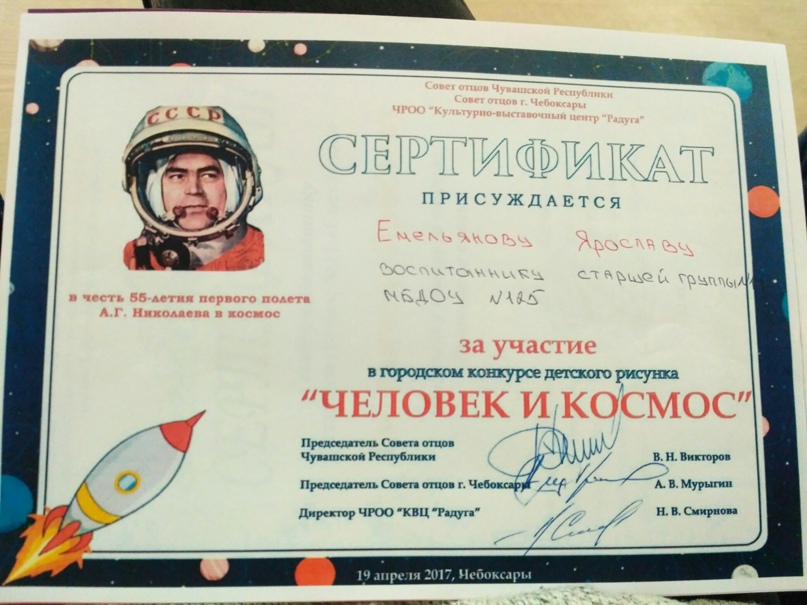 Совет отцов Чувашской Республики
Совет отцов г. Чебоксары
ЧРОО "Культурно-выставочный центр "Радуга"
СЕРТИФИКАТ
ПРИСУЖДАЕТСЯ
Емельянову Ярославу
воспитаннику старшей группы
МБДОУ №125
СССР
в честь 55-летия первого полета
А.Г. Николаева в космос
за участие
в городском конкурсе детского рисунка
"ЧЕЛОВЕК И КОСМОС"
Председатель Совета отцов
Чувашской Республики В. Н. Викторов
Председатель Совета отцов г. Чебоксары А. В. Мурыгин
Директор ЧРОО "КВЦ "Радуга" Н. В. Смирнова
19 апреля 2017, Чебоксары